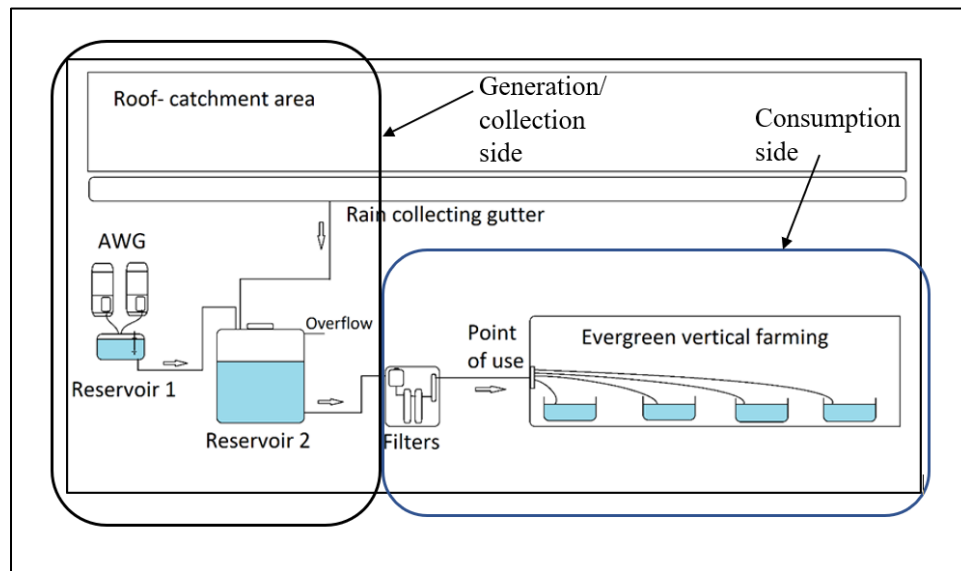 Roof- catchment area
Generation/
collection
side
Consumption
side
Rain collecting gutter
AWG
Overflow
Reservoir 1
Reservoir 2
Filters
Point
of use
Evergreen vertical farming